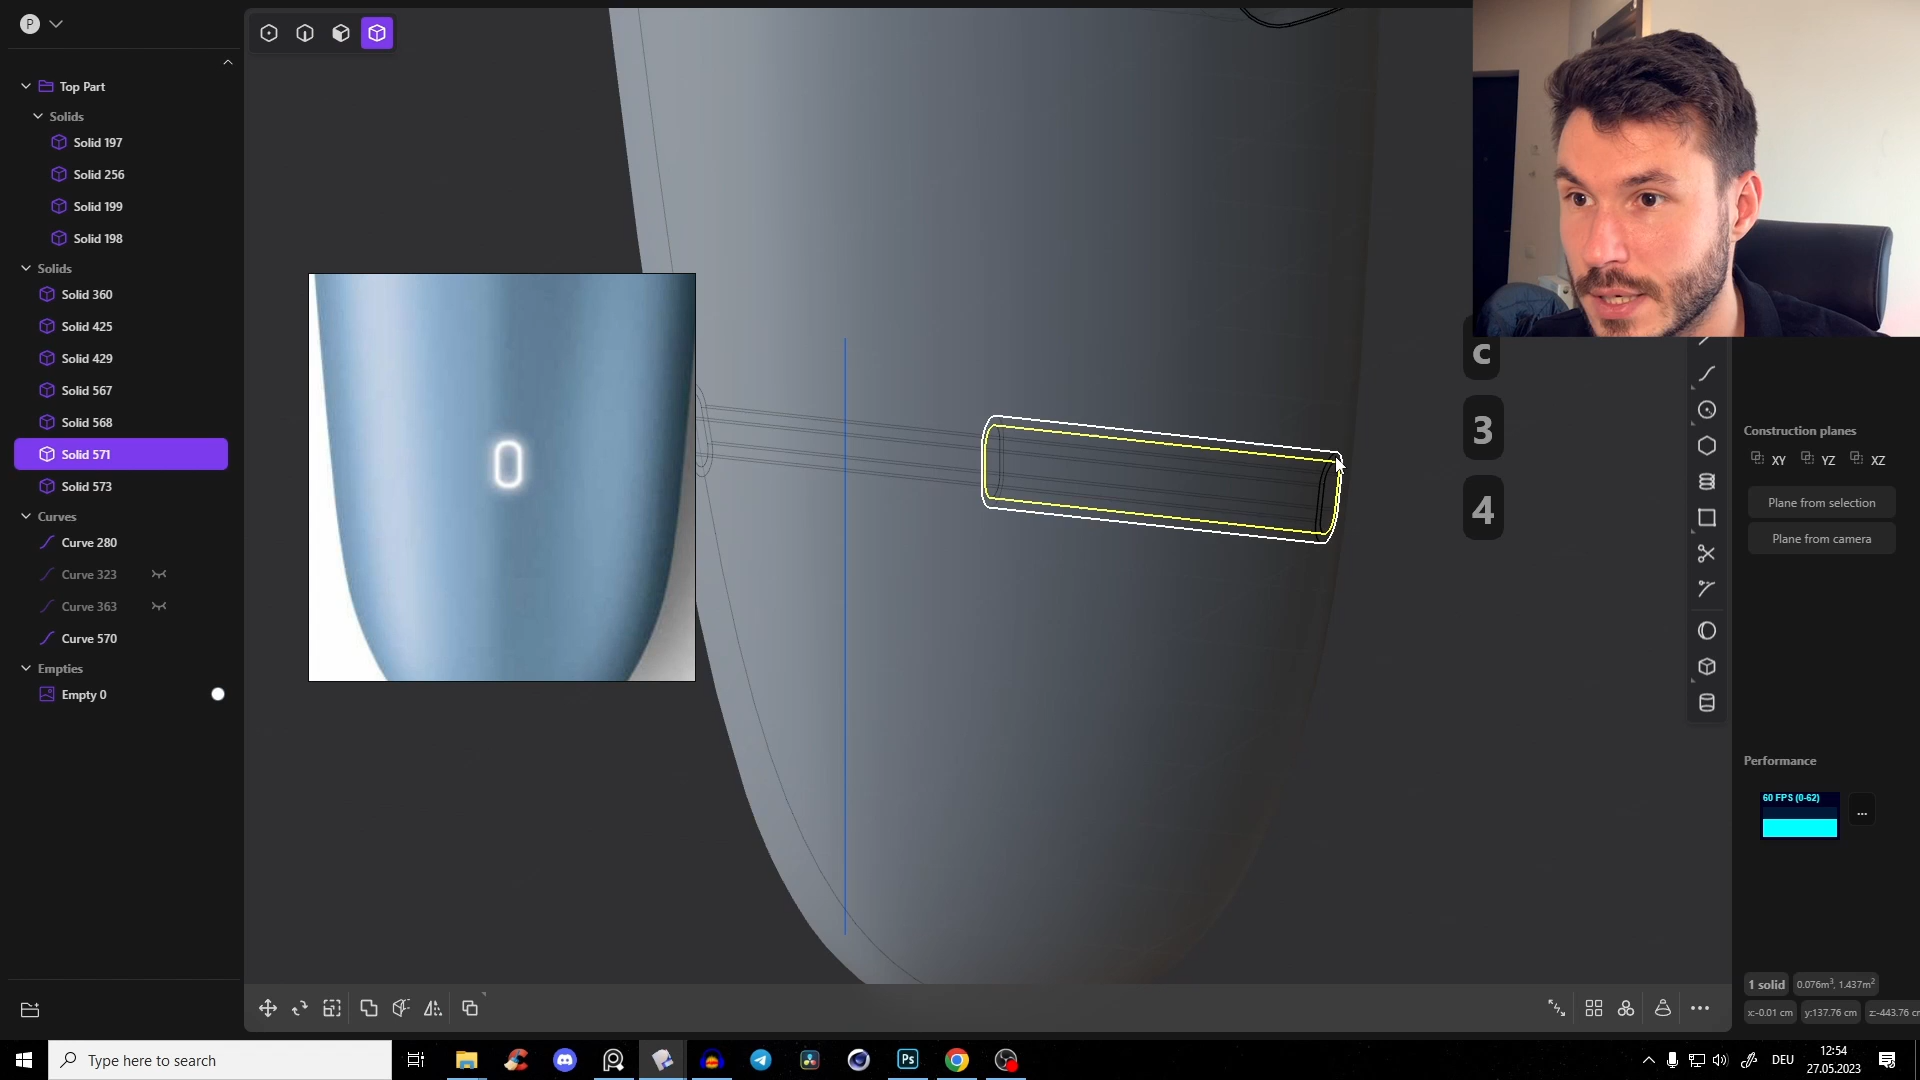 P
Top Part
Solids
Solid 197
Solid 256
Solid 199
Solid 198
Solids
Solid 360
Solid 425
Solid 429
Solid 567
Solid 568
Solid 571
Solid 573
Curves
Curve 280
Curve 323
Curve 363
Curve 570
Empties
Empty 0
c
3
4
Construction planes
XY YZ XZ
Plane from selection
Plane from camera
Performance
60 FPS (0-62)
...
1 solid 0.076m³, 1.437m²
x:-0.01 cm y:137.76 cm z:-443.76 cm
Type here to search
Ps
DEU
12:54
27.05.2023